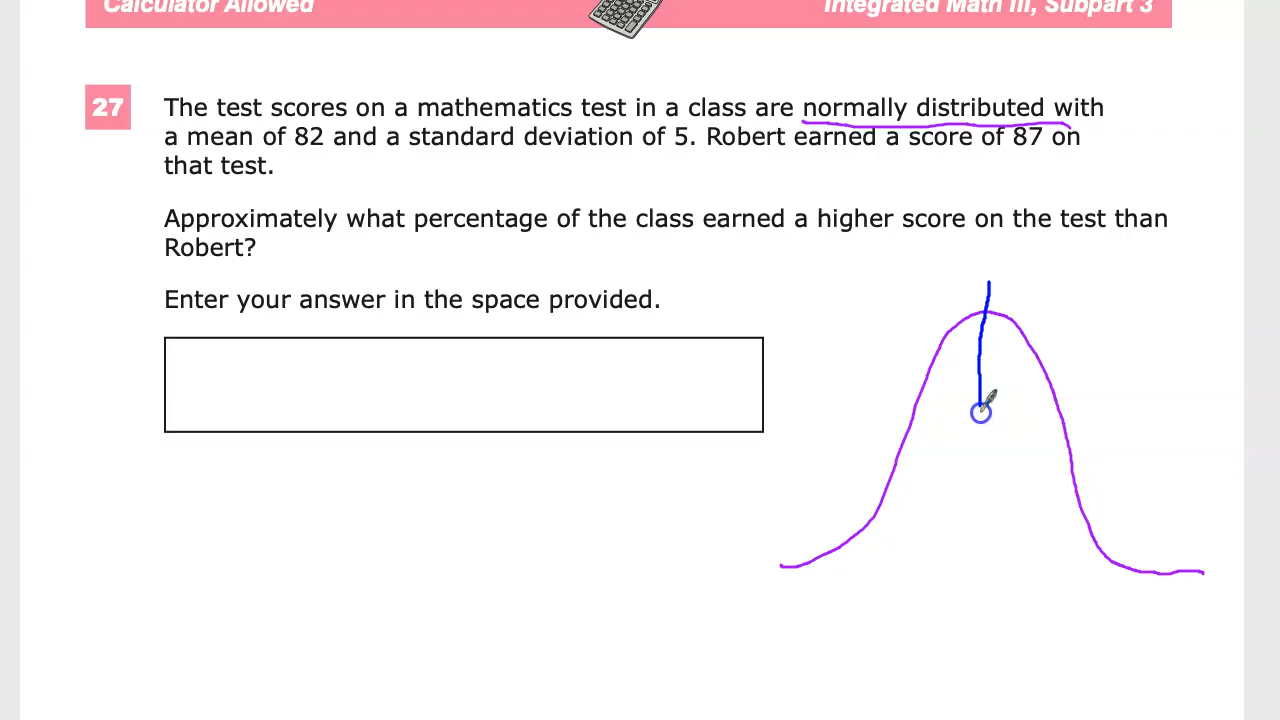 Calculator Allowed
Integrated Math III, Subpart 3
27
The test scores on a mathematics test in a class are normally distributed with
a mean of 82 and a standard deviation of 5. Robert earned a score of 87 on
that test.
Approximately what percentage of the class earned a higher score on the test than
Robert?
Enter your answer in the space provided.